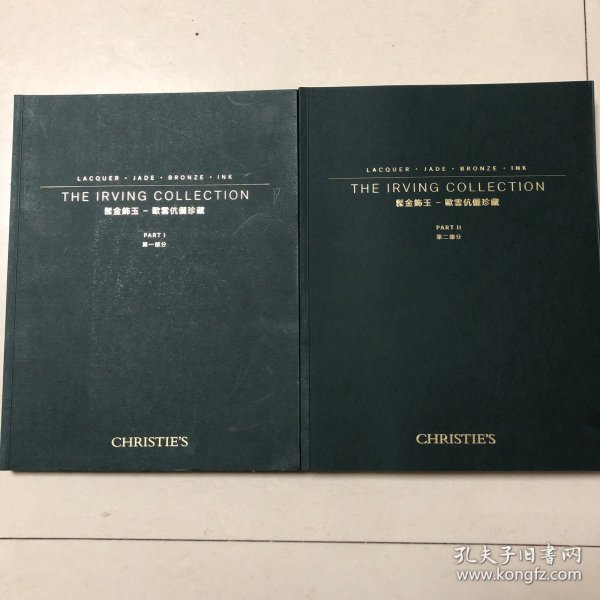 LACQUER • JADE • BRONZE • INK
THE IRVING COLLECTION
髹金飾玉 – 歐雲伉儷珍藏
PART I
第一部分
CHRISTIE'S
LACQUER • JADE • BRONZE • INK
THE IRVING COLLECTION
髹金飾玉 – 歐雲伉儷珍藏
PART II
第二部分
CHRISTIE'S
孔夫子旧書网
www.kongfz.com